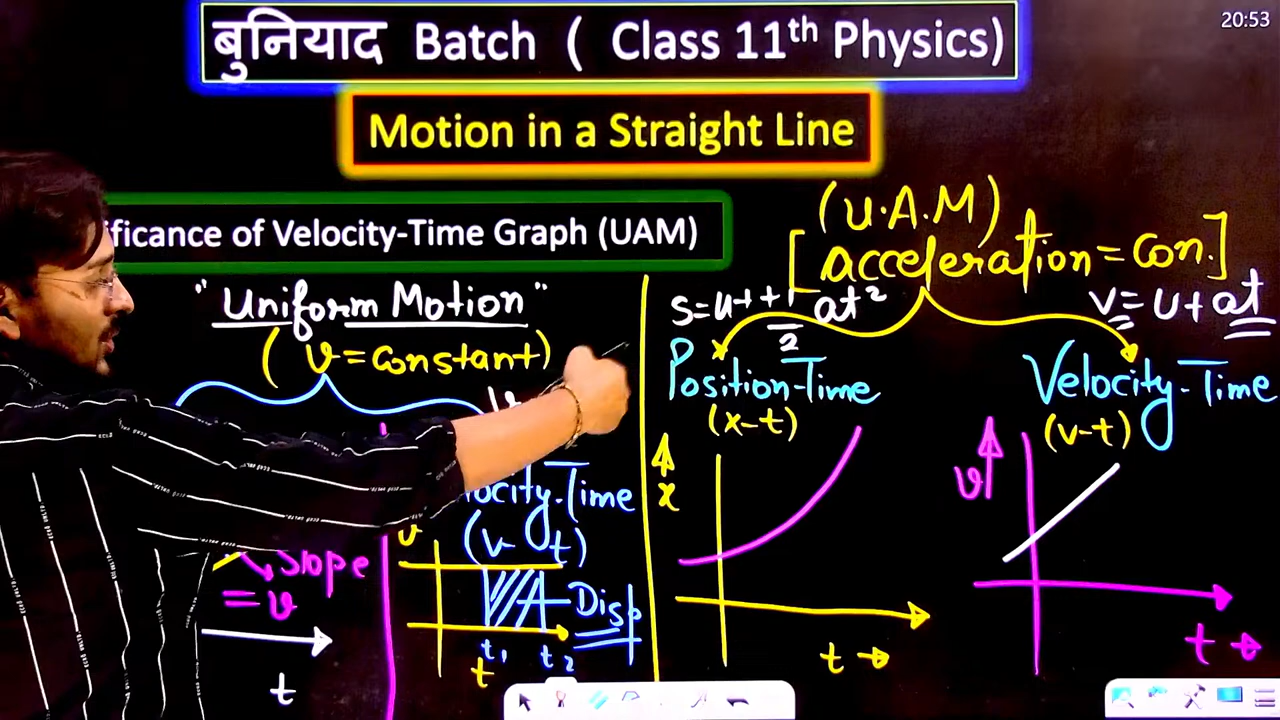 20:53
बुनियाद Batch ( Class 11th Physics)
Motion in a Straight Line
ificance of Velocity-Time Graph (UAM)
(U.A.M)
[acceleration = con.]
"Uniform Motion"
(v = constant)
S = ut + 1/2 at²
v = u + at
Position-Time
(x-t)
Velocity-Time
(v-t)
ocity-Time
(v t)
Slope
= v
t
v
Disp
t₁ t₂
t
x
t
v
t